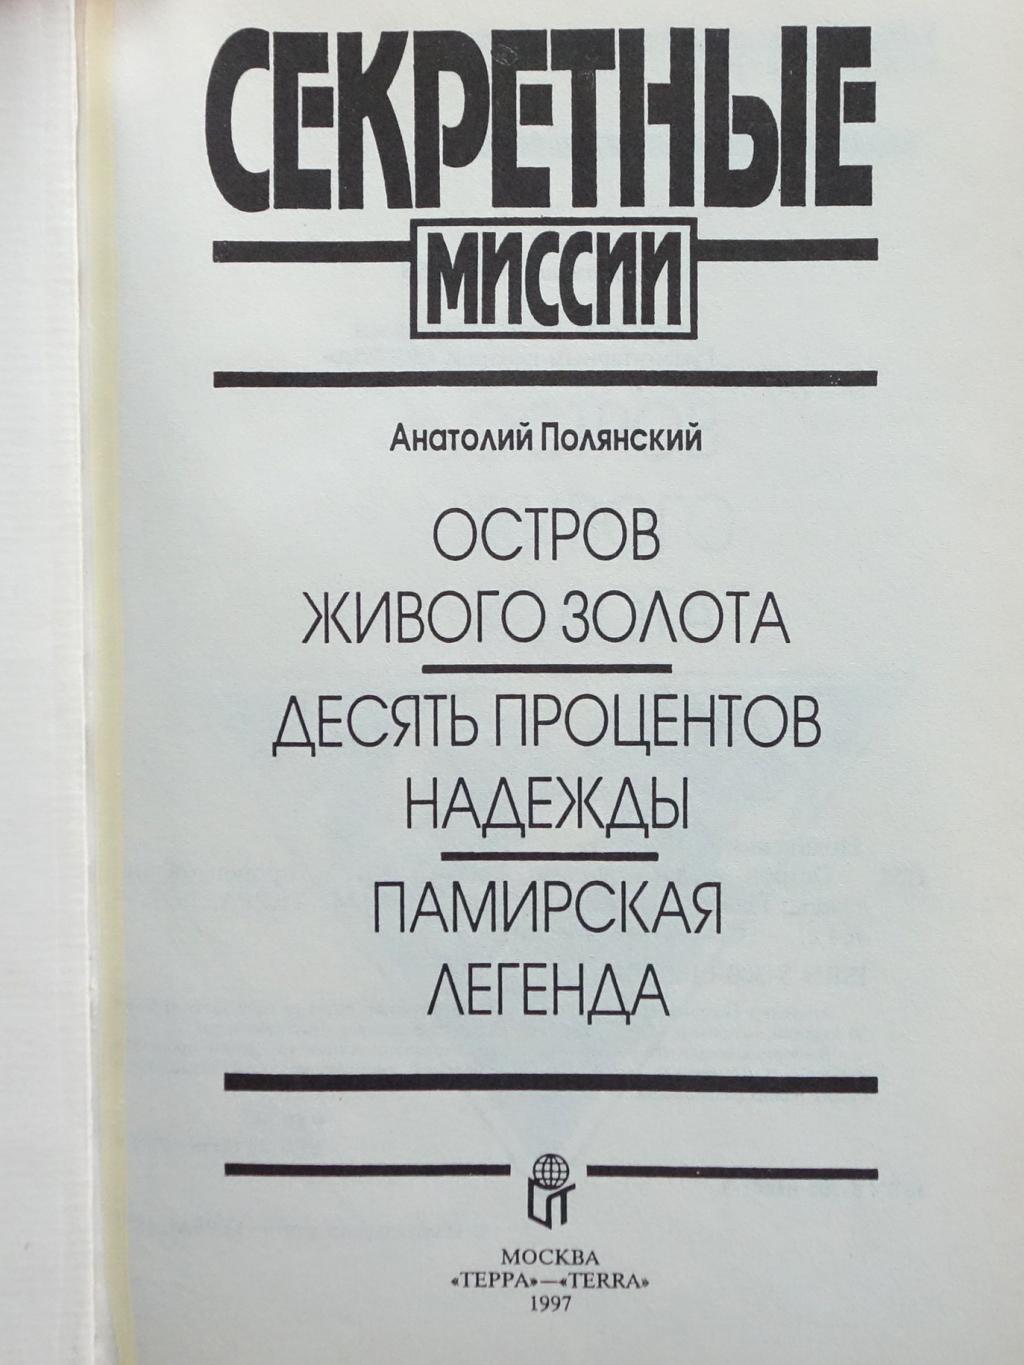 СЕКРЕТНЫЕ
МИССИИ
Анатолий Полянский
ОСТРОВ
ЖИВОГО ЗОЛОТА
ДЕСЯТЬ ПРОЦЕНТОВ
НАДЕЖДЫ
ПАМИРСКАЯ
ЛЕГЕНДА
МОСКВА
«ТЕРРА»—«TERRA»
1997